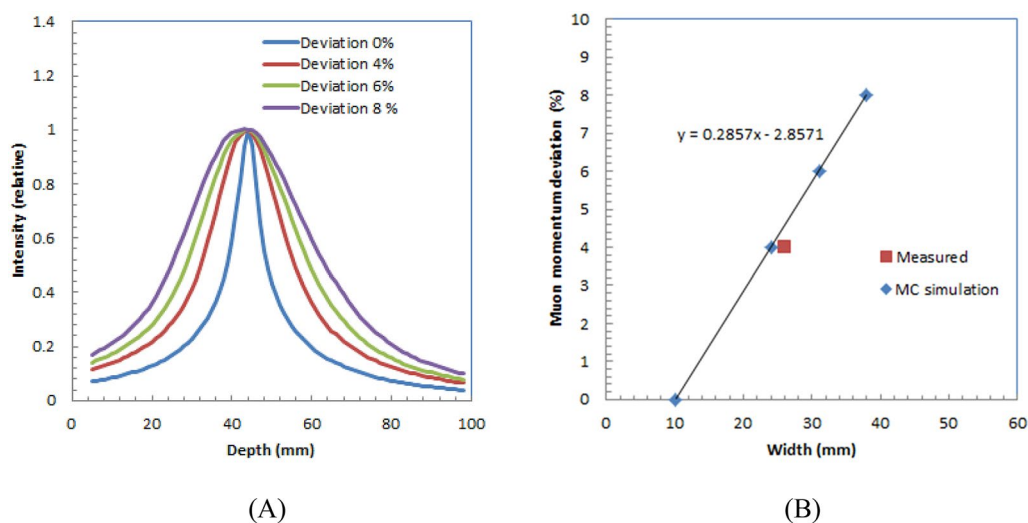 1.4
1.2
1
0.8
0.6
0.4
0.2
0
0
20
40
60
80
100
Intensity (relative)
Depth (mm)
Deviation 0%
Deviation 4%
Deviation 6%
Deviation 8 %
(A)
10
9
8
7
6
5
4
3
2
1
0
0
10
20
30
40
50
60
Muon momentum deviation (%)
Width (mm)
y = 0.2857x - 2.8571
Measured
MC simulation
(B)